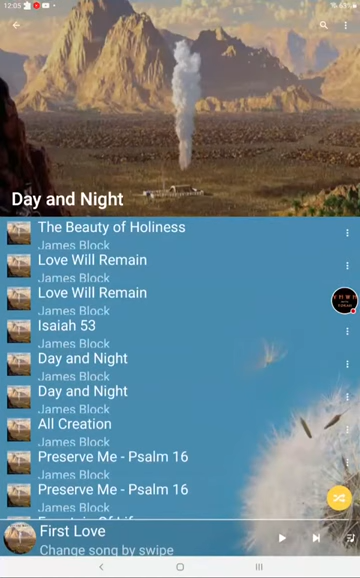 12:05
Day and Night
The Beauty of Holiness
James Block
Love Will Remain
James Block
Love Will Remain
James Block
Isaiah 53
James Block
Day and Night
James Block
Day and Night
James Block
All Creation
James Block
Preserve Me - Psalm 16
James Block
Preserve Me - Psalm 16
James Block
Fountain Of Life
First Love
Change song by swipe